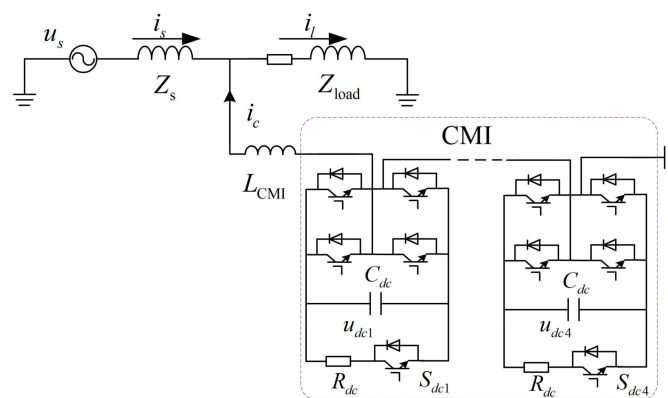 i_s
i_l
u_s
Z_s
Z_load
i_c
CMI
L_CMI
C_dc
C_dc
u_dc1
u_dc4
R_dc
S_dc1
R_dc
S_dc4